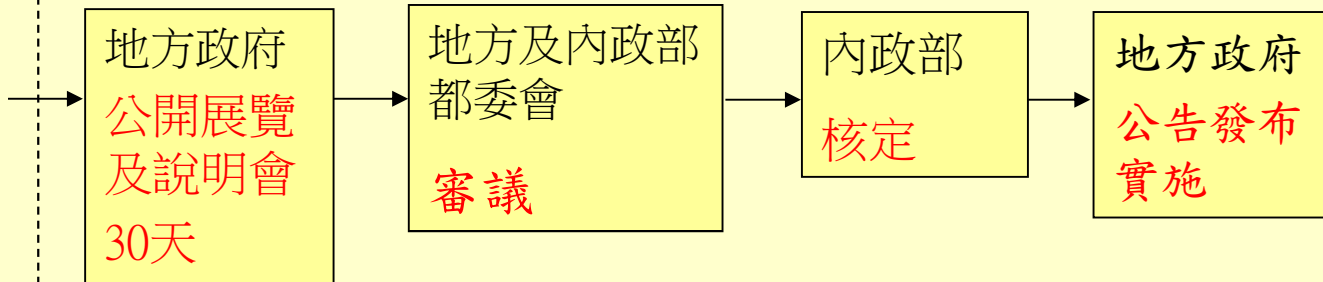 地方政府
公開展覽
及說明會
30天
地方及內政部
都委會
審議
內政部
核定
地方政府
公告發布
實施